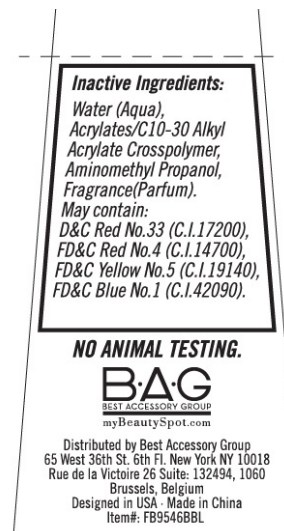 Inactive Ingredients:
Water (Aqua),
Acrylates/C10-30 Alkyl
Acrylate Crosspolymer,
Aminomethyl Propanol,
Fragrance(Parfum).
May contain:
D&C Red No.33 (C.I.17200),
FD&C Red No.4 (C.I.14700),
FD&C Yellow No.5 (C.I.19140),
FD&C Blue No.1 (C.I.42090).
NO ANIMAL TESTING.
B·A·G
BEST ACCESSORY GROUP
myBeautySpot.com
Distributed by Best Accessory Group
65 West 36th St. 6th Fl. New York NY 10018
Rue de la Victoire 26 Suite: 132494, 1060
Brussels, Belgium
Designed in USA · Made in China
Item#: FB9546BBL